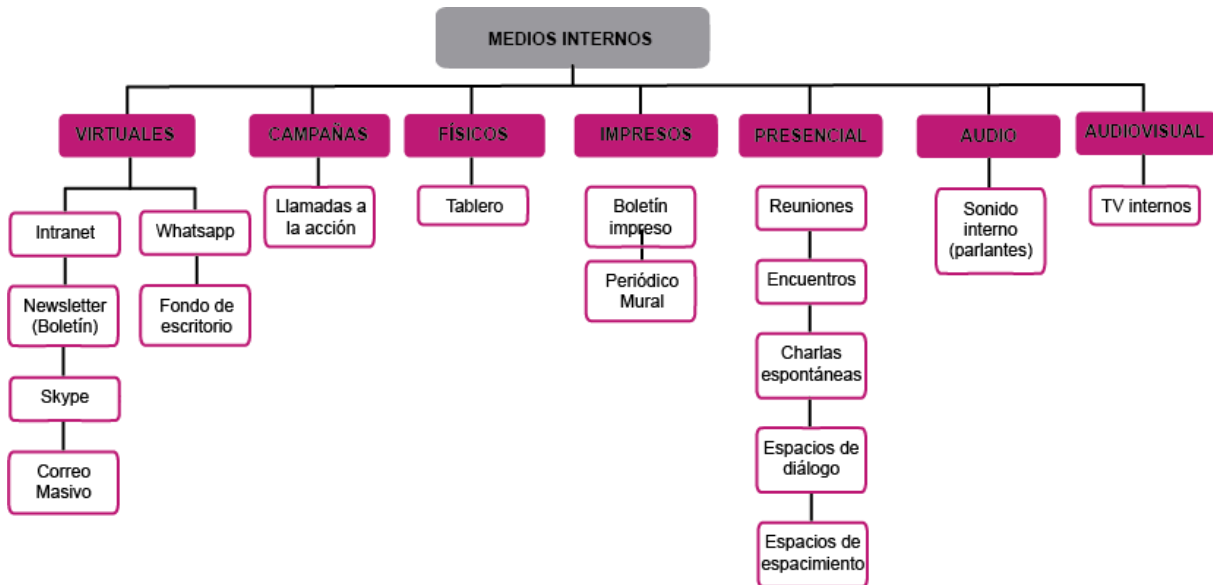 MEDIOS INTERNOS
VIRTUALES
CAMPAÑAS
FÍSICOS
IMPRESOS
PRESENCIAL
AUDIO
AUDIOVISUAL
Intranet
Newsletter
(Boletín)
Skype
Correo
Masivo
Whatsapp
Fondo de
escritorio
Llamadas a
la acción
Tablero
Boletín
impreso
Periódico
Mural
Reuniones
Encuentros
Charlas
espontáneas
Espacios de
diálogo
Espacios de
espacimiento
Sonido
interno
(parlantes)
TV internos